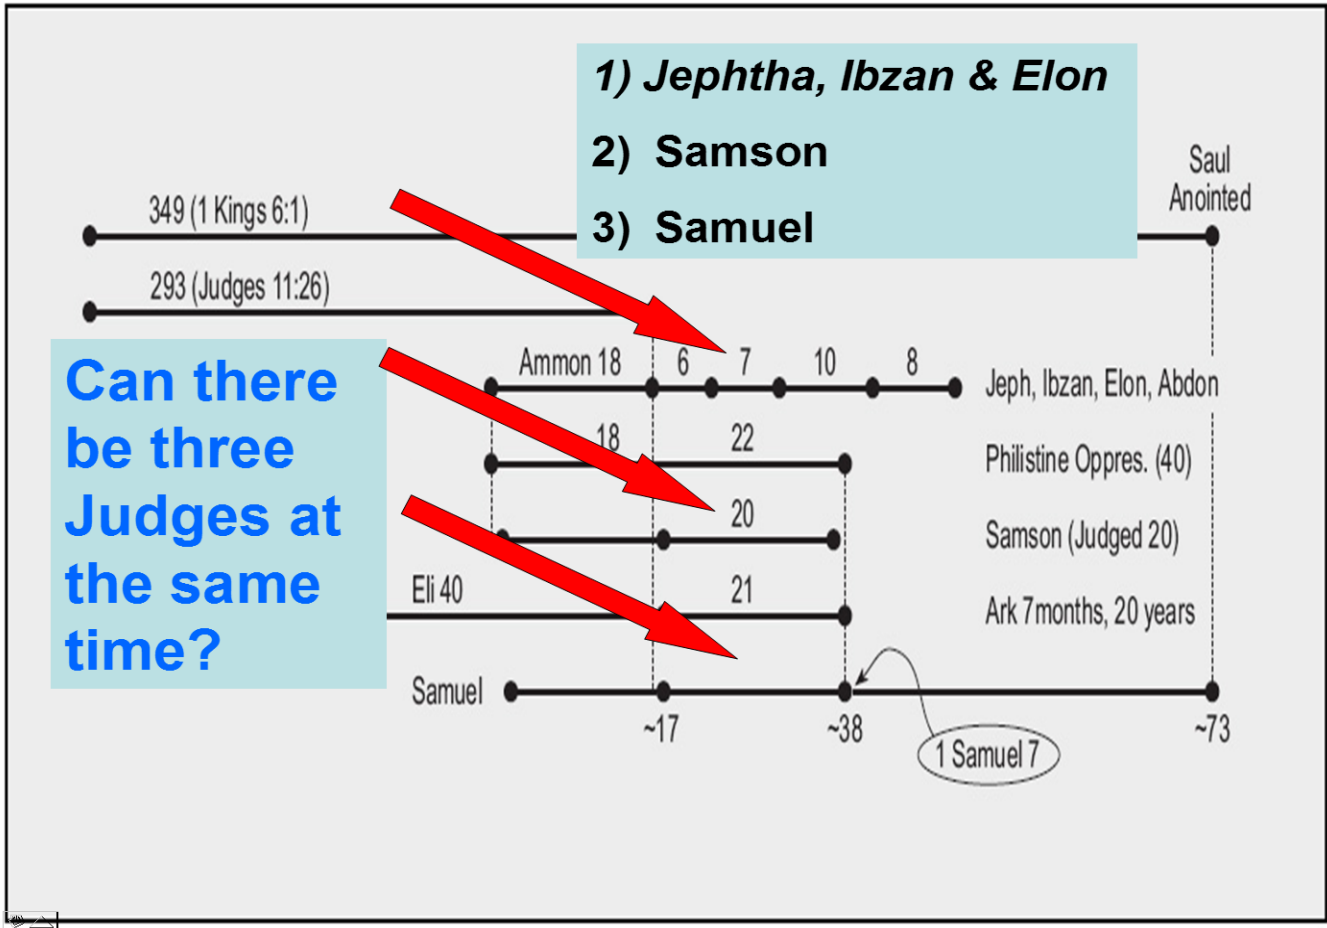 1) Jephtha, Ibzan & Elon
2) Samson
3) Samuel
Saul
Anointed
349 (1 Kings 6:1)
293 (Judges 11:26)
Can there
be three
Judges at
the same
time?
Ammon 18
6
7
10
8
Jeph, Ibzan, Elon, Abdon
18
22
Philistine Oppres. (40)
20
Samson (Judged 20)
Eli 40
21
Ark 7months, 20 years
Samuel
~17
~38
~73
1 Samuel 7